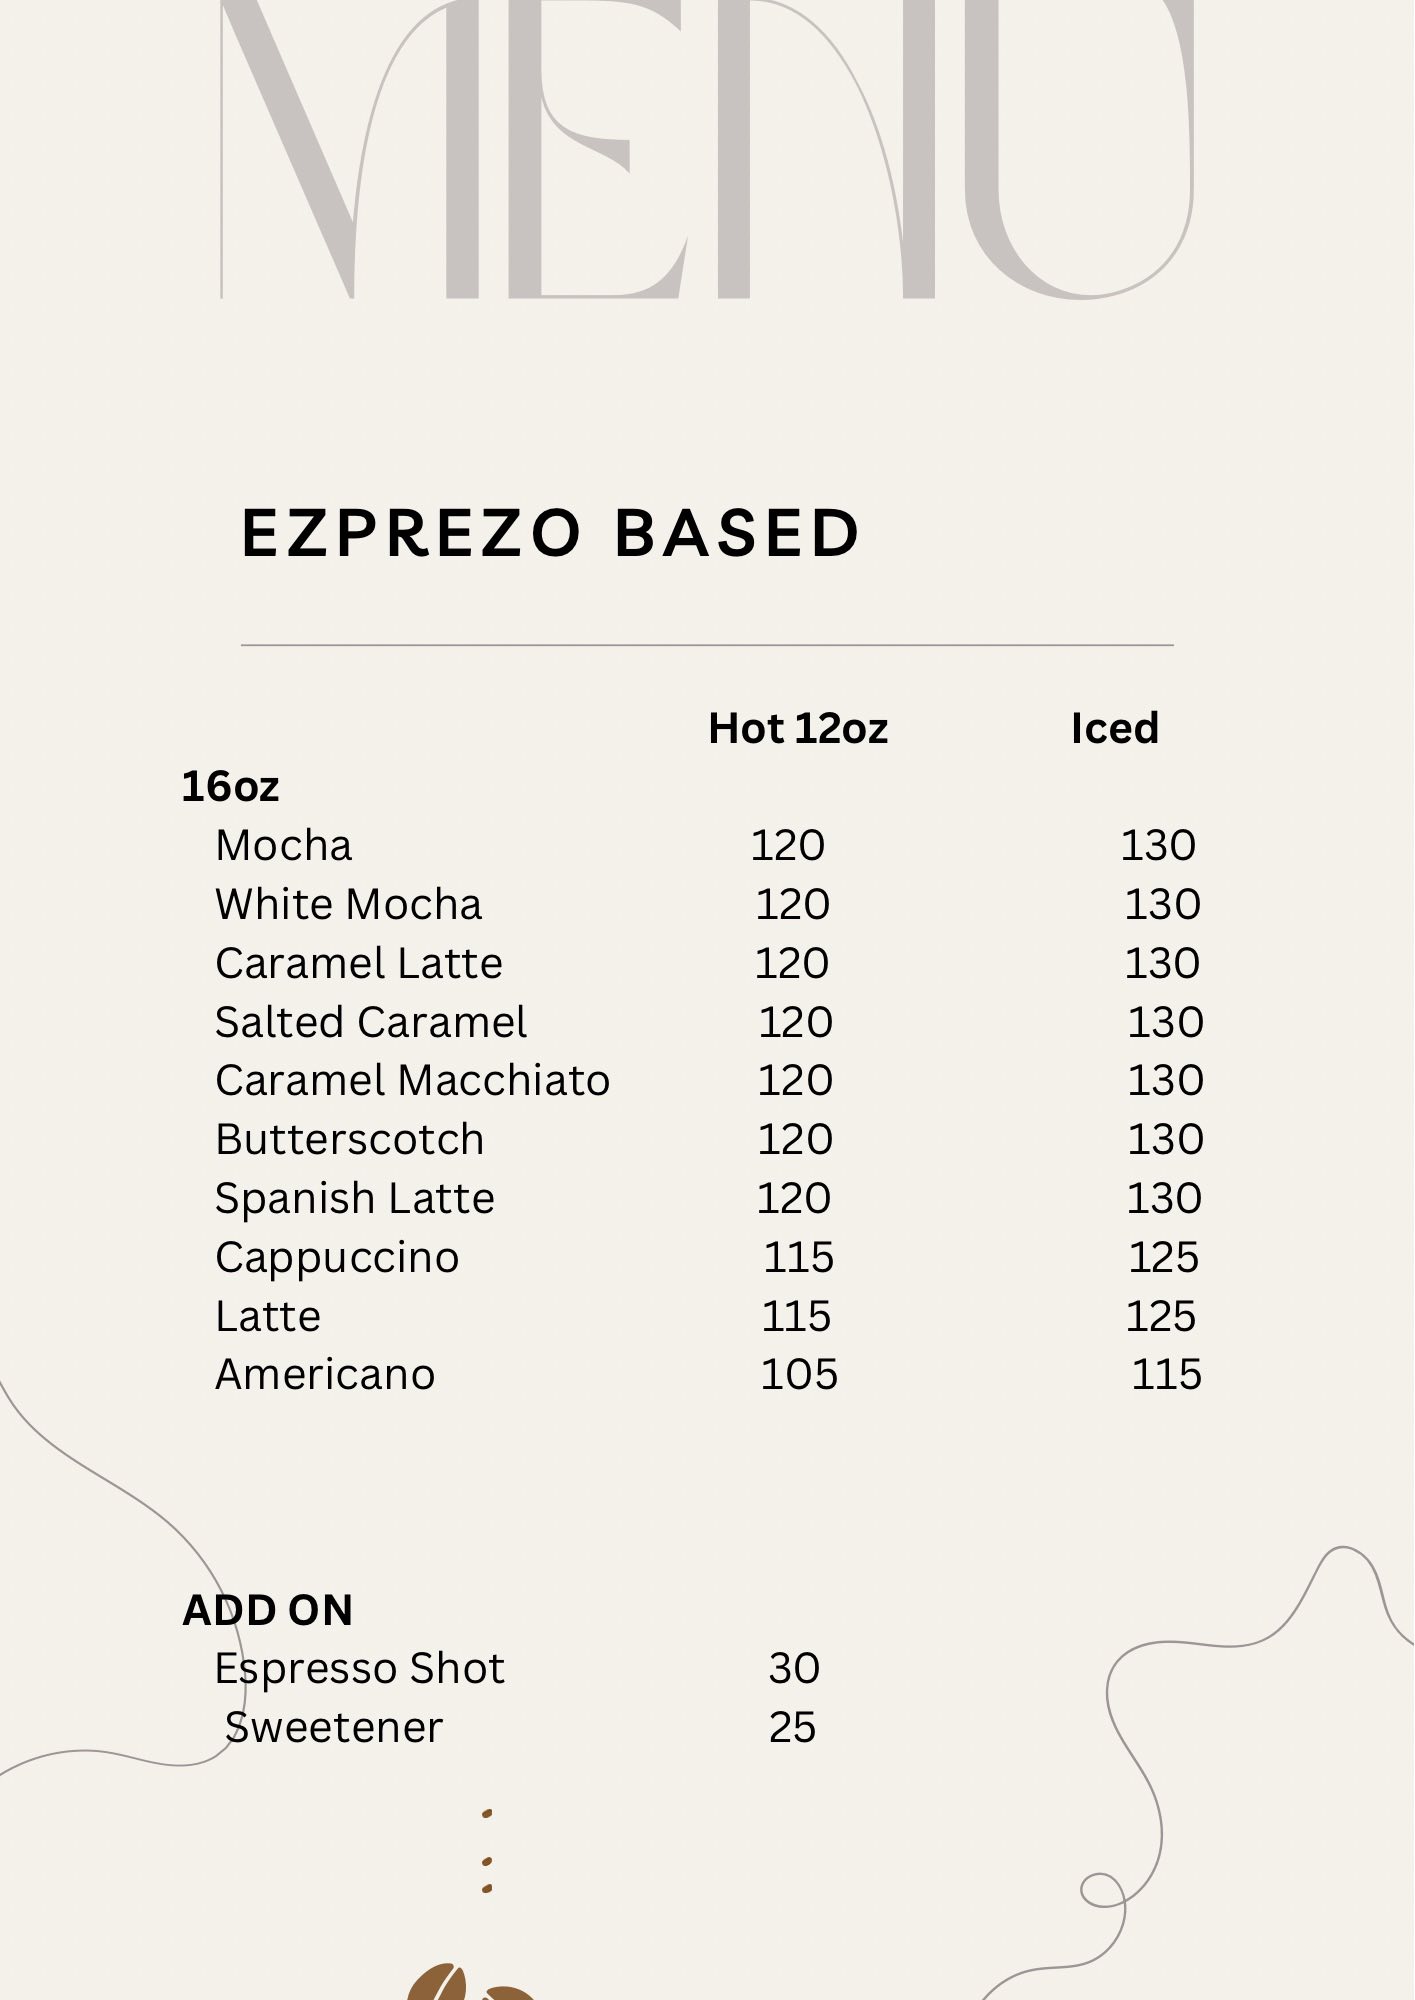 MENU
EZPREZO BASED
Hot 12oz Iced
16oz
Mocha 120 130
White Mocha 120 130
Caramel Latte 120 130
Salted Caramel 120 130
Caramel Macchiato 120 130
Butterscotch 120 130
Spanish Latte 120 130
Cappuccino 115 125
Latte 115 125
Americano 105 115
ADD ON
Espresso Shot 30
Sweetener 25